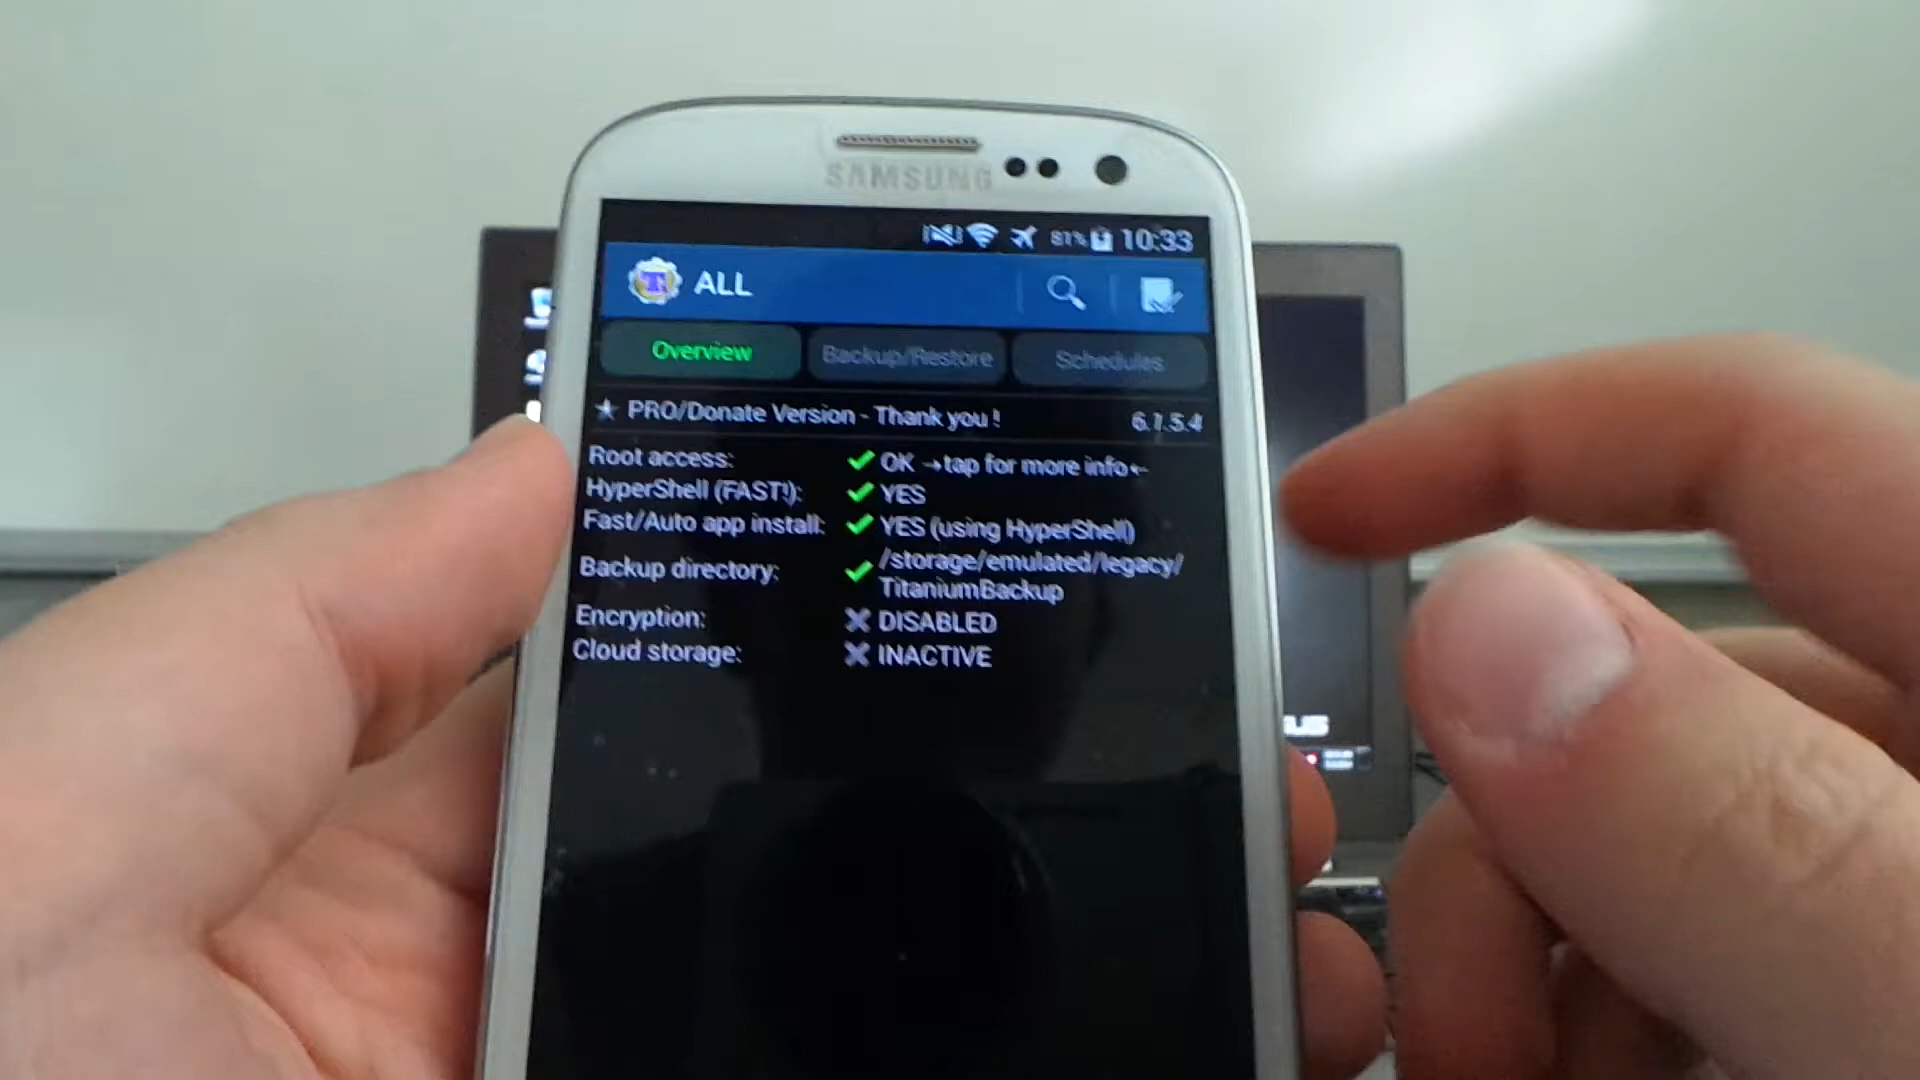 SAMSUNG
81% 10:33
ALL
Overview Backup/Restore Schedules
PRO/Donate Version - Thank you ! 6.1.5.4
Root access: OK →tap for more info←
HyperShell (FAST!): YES
Fast/Auto app install: YES (using HyperShell)
Backup directory: /storage/emulated/legacy/
TitaniumBackup
Encryption: DISABLED
Cloud storage: INACTIVE